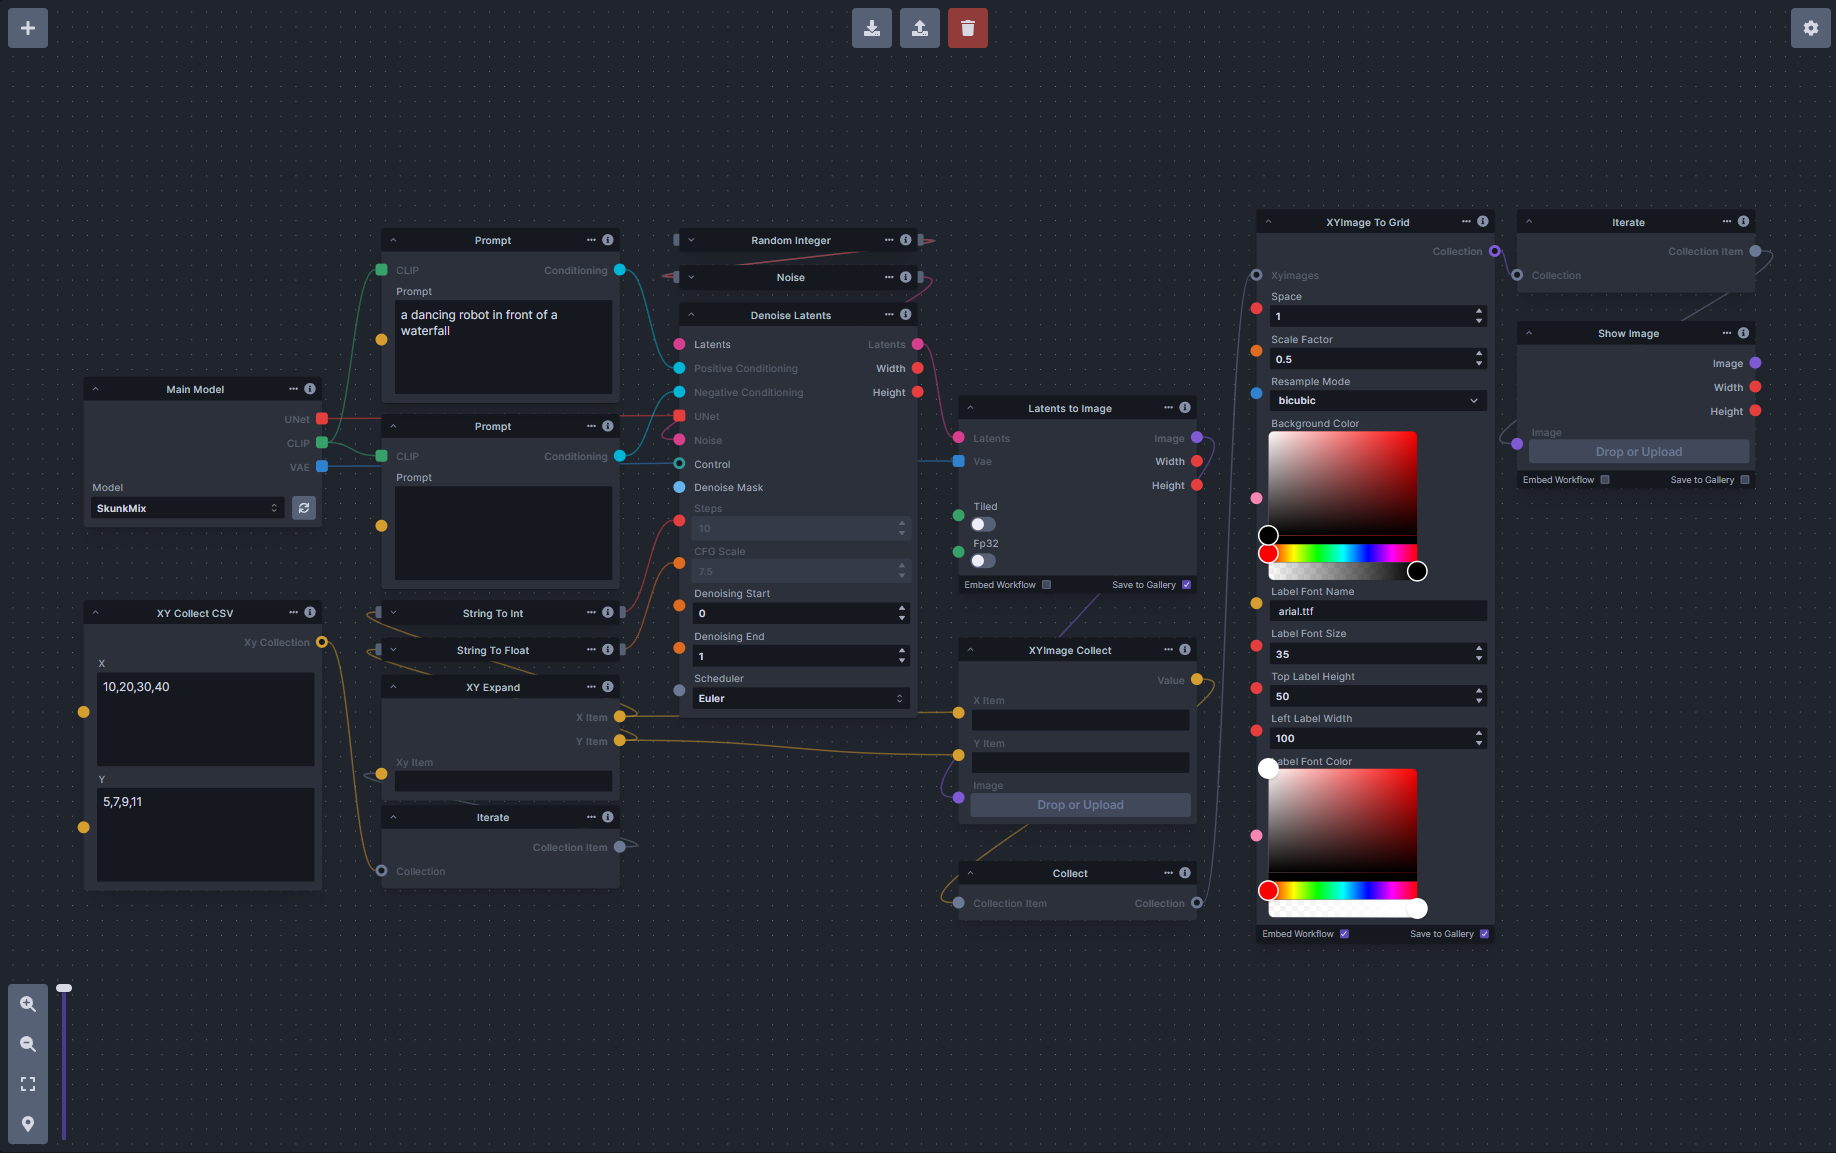 Main Model
UNet
CLIP
VAE
Model
SkunkMix
XY Collect CSV
Xy Collection
X
10,20,30,40
Y
5,7,9,11
Prompt
CLIP
Conditioning
Prompt
a dancing robot in front of a
waterfall
Prompt
CLIP
Conditioning
Prompt
String To Int
String To Float
XY Expand
X Item
Y Item
Xy Item
Iterate
Collection Item
Collection
Random Integer
Noise
Denoise Latents
Latents
Latents
Positive Conditioning
Width
Negative Conditioning
Height
UNet
Noise
Control
Denoise Mask
Steps
10
CFG Scale
7.5
Denoising Start
0
Denoising End
1
Scheduler
Euler
Latents to Image
Latents
Image
Vae
Width
Height
Tiled
Fp32
Embed Workflow
Save to Gallery
XYImage Collect
Value
X Item
Y Item
Image
Drop or Upload
Collect
Collection Item
Collection
XYImage To Grid
Collection
Xyimages
Space
1
Scale Factor
0.5
Resample Mode
bicubic
Background Color
Label Font Name
arial.ttf
Label Font Size
35
Top Label Height
50
Left Label Width
100
Label Font Color
Embed Workflow
Save to Gallery
Iterate
Collection Item
Collection
Show Image
Image
Width
Height
Image
Drop or Upload
Embed Workflow
Save to Gallery